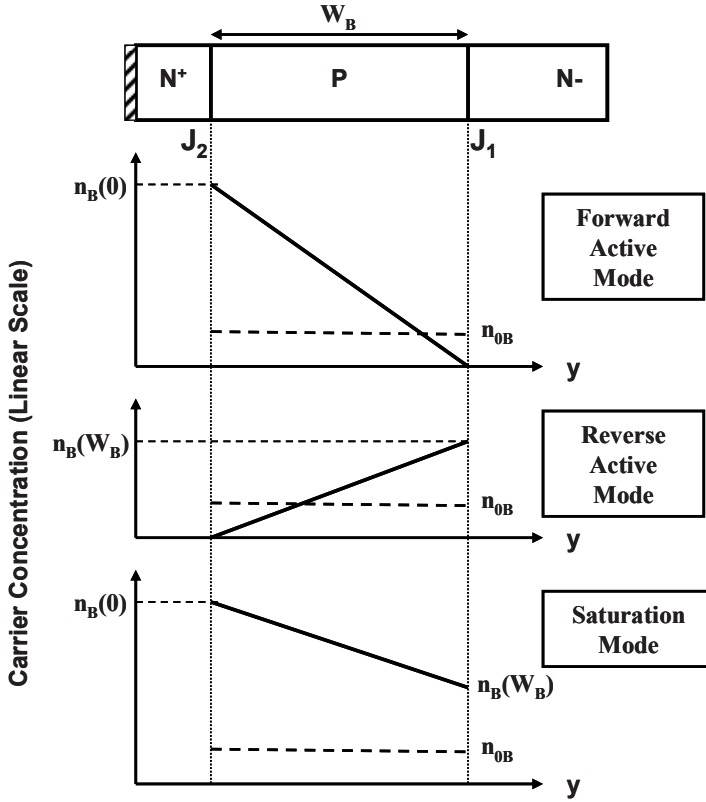 W_B
N⁺ P N-
J₂ J₁
n_B(0)
Forward
Active
Mode
n_0B
y
Carrier Concentration (Linear Scale)
n_B(W_B)
Reverse
Active
Mode
n_0B
y
n_B(0)
Saturation
Mode
n_B(W_B)
n_0B
y